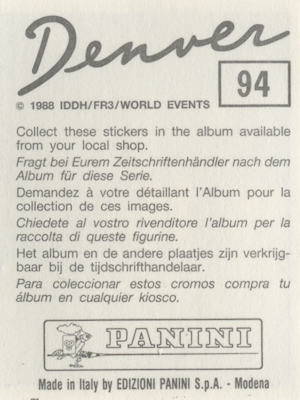 Denver
94
© 1988 IDDH/FR3/WORLD EVENTS
Collect these stickers in the album available
from your local shop.
Fragt bei Eurem Zeitschriftenhändler nach dem
Album für diese Serie.
Demandez à votre détaillant l'Album pour la
collection de ces images.
Chiedete al vostro rivenditore l'album per la
raccolta di queste figurine.
Het album en de andere plaatjes zijn verkrijg-
baar bij de tijdschrifthandelaar.
Para coleccionar estos cromos compra tu
álbum en cualquier kiosco.
PANINI
Made in Italy by EDIZIONI PANINI S.p.A. - Modena